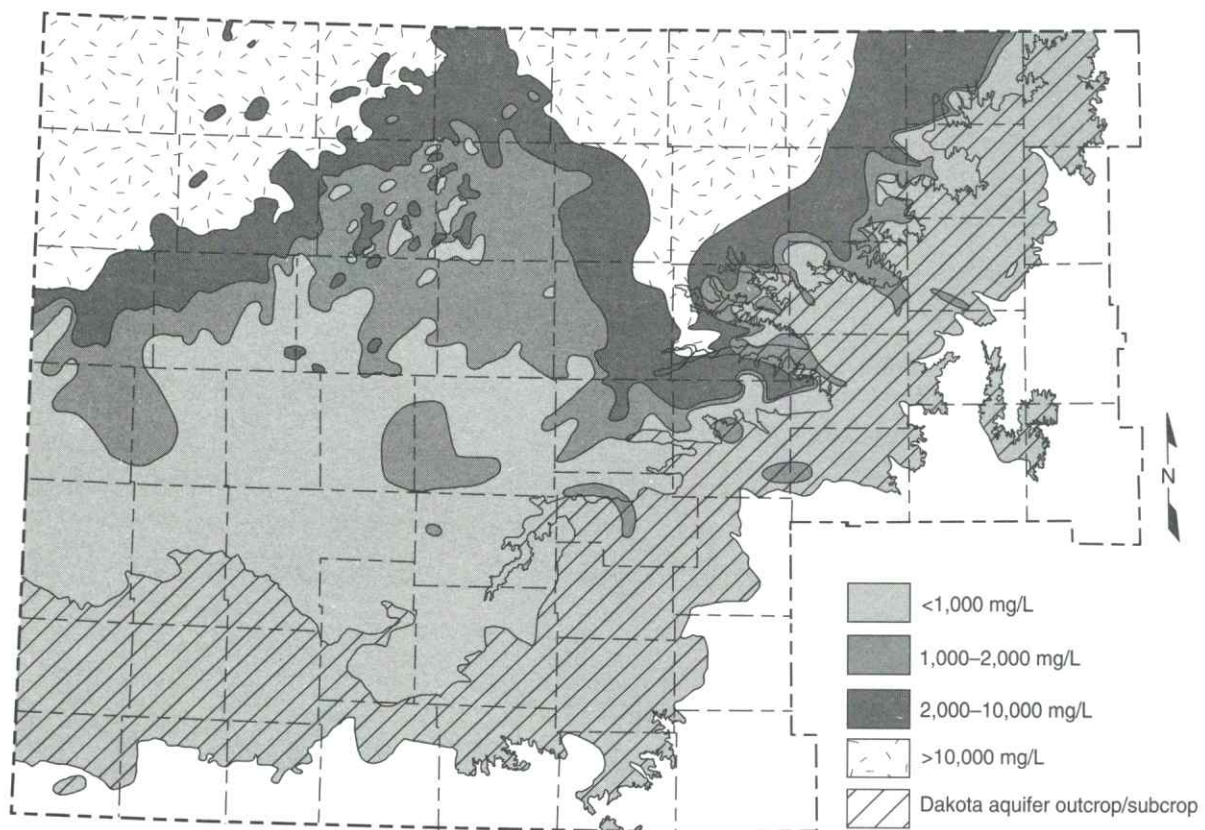 N
<1,000 mg/L
1,000–2,000 mg/L
2,000–10,000 mg/L
>10,000 mg/L
Dakota aquifer outcrop/subcrop